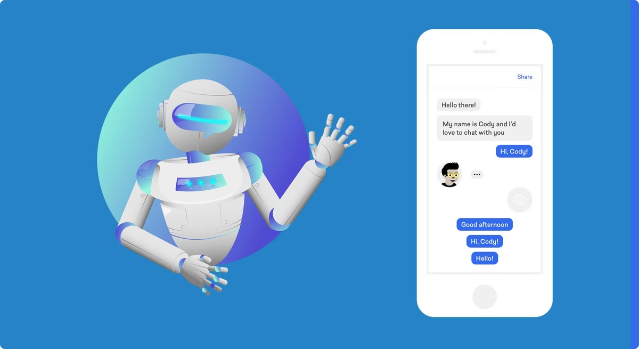 Share
Hello there!
My name is Cody and I'd
love to chat with you
Hi, Cody!
Good afternoon
Hi, Cody!
Hello!